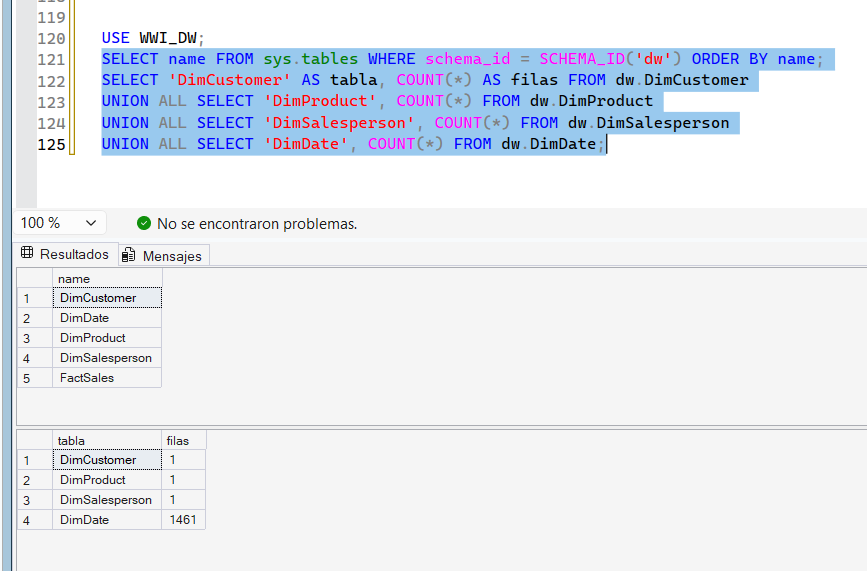 118
119
120 USE WWI_DW;
121 SELECT name FROM sys.tables WHERE schema_id = SCHEMA_ID('dw') ORDER BY name;
122 SELECT 'DimCustomer' AS tabla, COUNT(*) AS filas FROM dw.DimCustomer
123 UNION ALL SELECT 'DimProduct', COUNT(*) FROM dw.DimProduct
124 UNION ALL SELECT 'DimSalesperson', COUNT(*) FROM dw.DimSalesperson
125 UNION ALL SELECT 'DimDate', COUNT(*) FROM dw.DimDate;
100 % No se encontraron problemas.
Resultados Mensajes
name
1 DimCustomer
2 DimDate
3 DimProduct
4 DimSalesperson
5 FactSales
tabla filas
1 DimCustomer 1
2 DimProduct 1
3 DimSalesperson 1
4 DimDate 1461